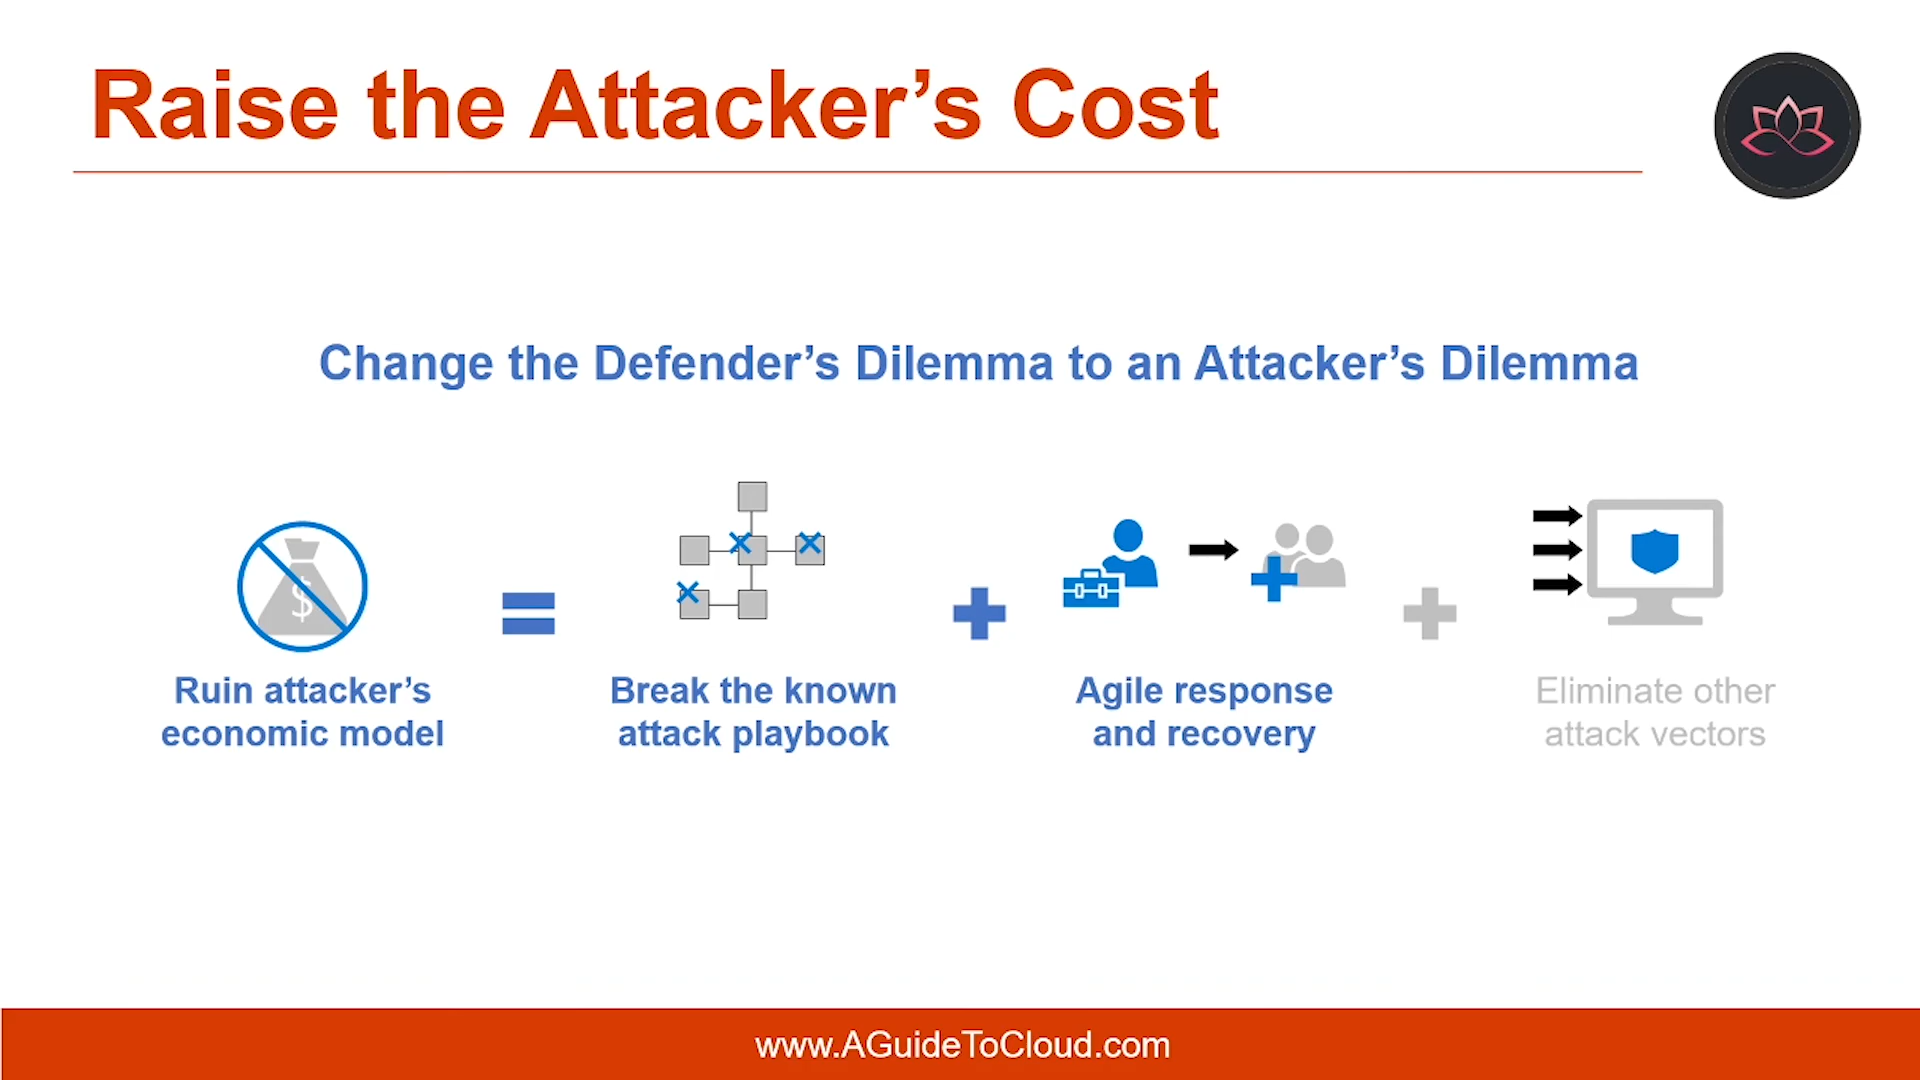 Raise the Attacker’s Cost
Change the Defender’s Dilemma to an Attacker’s Dilemma
$
Ruin attacker’s
economic model
Break the known
attack playbook
Agile response
and recovery
Eliminate other
attack vectors
www.AGuideToCloud.com